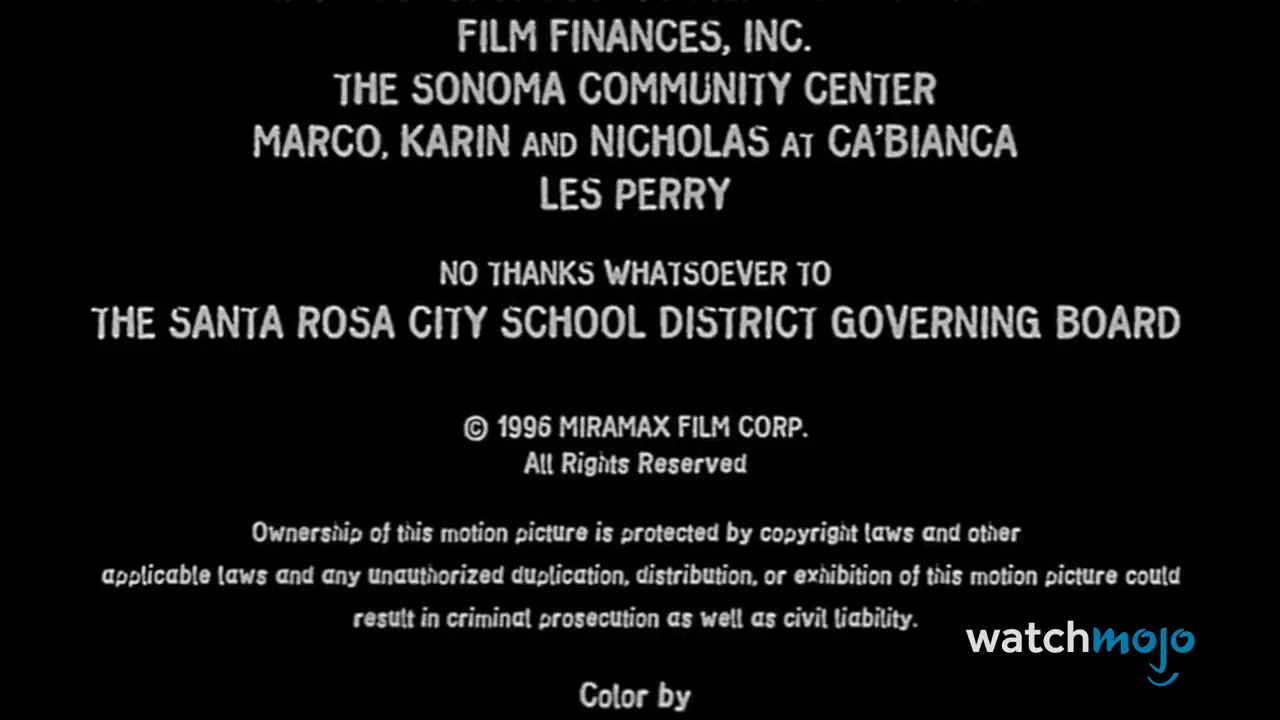 FILM FINANCES, INC.
THE SONOMA COMMUNITY CENTER
MARCO, KARIN AND NICHOLAS AT CA'BIANCA
LES PERRY
NO THANKS WHATSOEVER TO
THE SANTA ROSA CITY SCHOOL DISTRICT GOVERNING BOARD
© 1996 MIRAMAX FILM CORP.
All Rights Reserved
Ownership of this motion picture is protected by copyright laws and other
applicable laws and any unauthorized duplication, distribution, or exhibition of this motion picture could
result in criminal prosecution as well as civil liability.
watchmojo
Color by